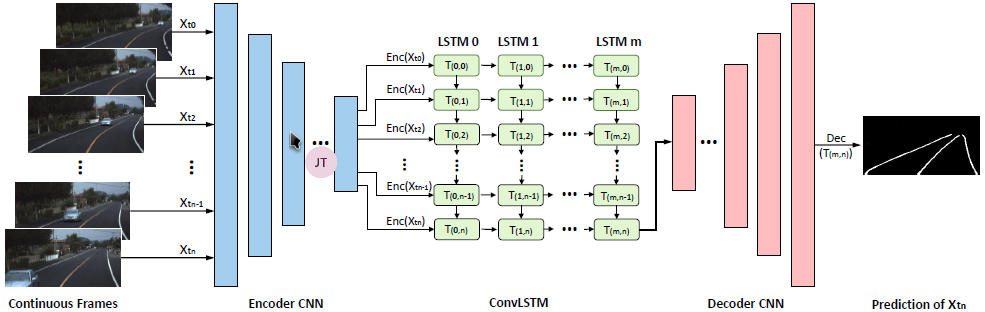 Xt0
Xt1
Xt2
Xtn-1
Xtn
JT
Enc(Xt0)
Enc(Xt1)
Enc(Xt2)
Enc(Xtn-1)
Enc(Xtn)
LSTM 0 LSTM 1 LSTM m
T(0,0) T(1,0) ••• T(m,0)
T(0,1) T(1,1) ••• T(m,1)
T(0,2) T(1,2) ••• T(m,2)
T(0,n-1) T(1,n-1) ••• T(m,n-1)
T(0,n) T(1,n) ••• T(m,n)
Dec
(T(m,n))
Continuous Frames Encoder CNN ConvLSTM Decoder CNN Prediction of Xtn